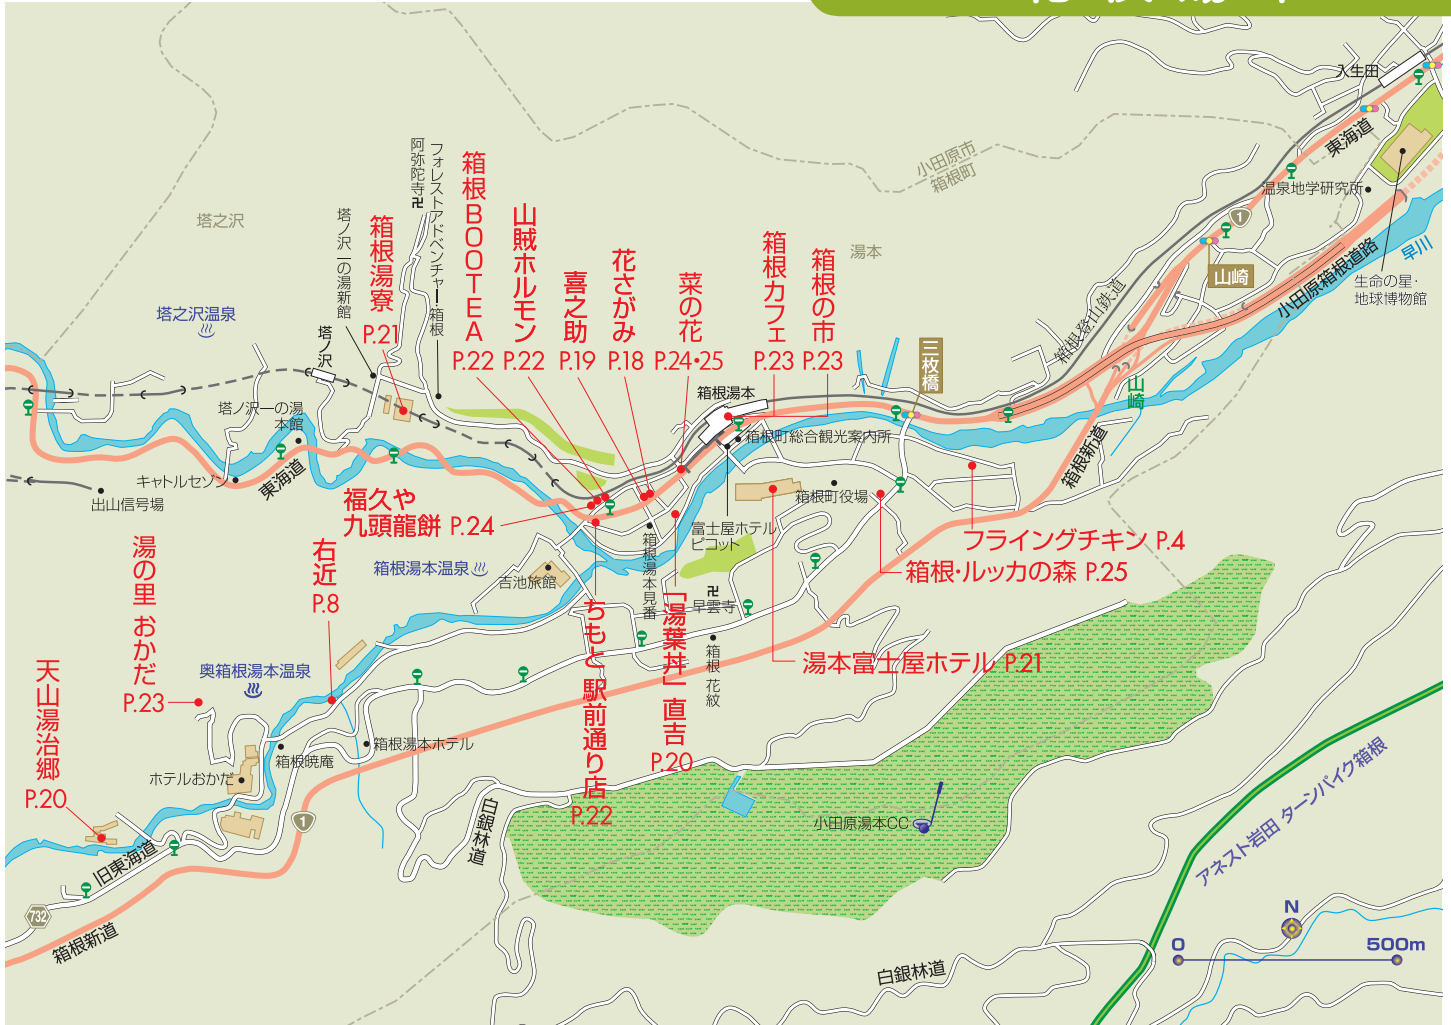 入生田
東海道
小田原市
箱根町
温泉地学研究所
1
早川
山崎
小田原箱根道路
生命の星・
地球博物館
箱根登山鉄道
山崎
三枚橋
湯本
塔之沢
阿弥陀寺卍
フォレストアドベンチャー・箱根
塔ノ沢 一の湯新館
箱根湯寮
P.21
箱根BOOTEA
P.22
山賊ホルモン
P.22
喜之助
P.19
花さがみ
P.18
菜の花
P.24・25
箱根カフェ
P.23
箱根の市
P.23
塔之沢温泉
塔ノ沢
塔ノ沢一の湯
本館
キャトルセゾン
東海道
出山信号場
箱根湯本
箱根町総合観光案内所
箱根町役場
箱根新道
福久や
九頭龍餅 P.24
富士屋ホテル
ピコット
箱根湯本見番
フライングチキン P.4
箱根・ルッカの森 P.25
湯の里 おかだ
P.23
右近
P.8
箱根湯本温泉
吉池旅館
卍
早雲寺
ちもと 駅前通り店
P.22
「湯葉丼」 直吉
P.20
箱根 花紋
湯本富士屋ホテル P.21
天山湯治郷
P.20
奥箱根湯本温泉
箱根湯本ホテル
箱根暁庵
ホテルおかだ
白銀林道
小田原湯本CC
アネスト岩田 ターンパイク箱根
1
旧東海道
732
箱根新道
白銀林道
N
0
500m